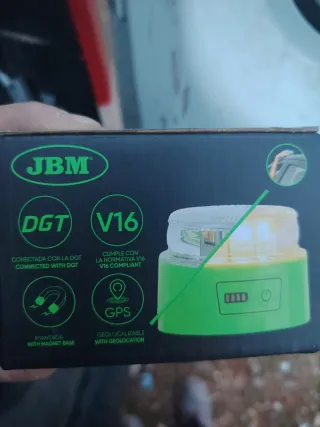 JBM
DGT
V16
CONECTADA CON LA DGT
CONNECTED WITH DGT
CUMPLE CON
LA NORMATIVA V16
V16 COMPLIANT
GPS
IMANTADA
WITH MAGNET BASE
GEOLOCALIZABLE
WITH GEOLOCATION